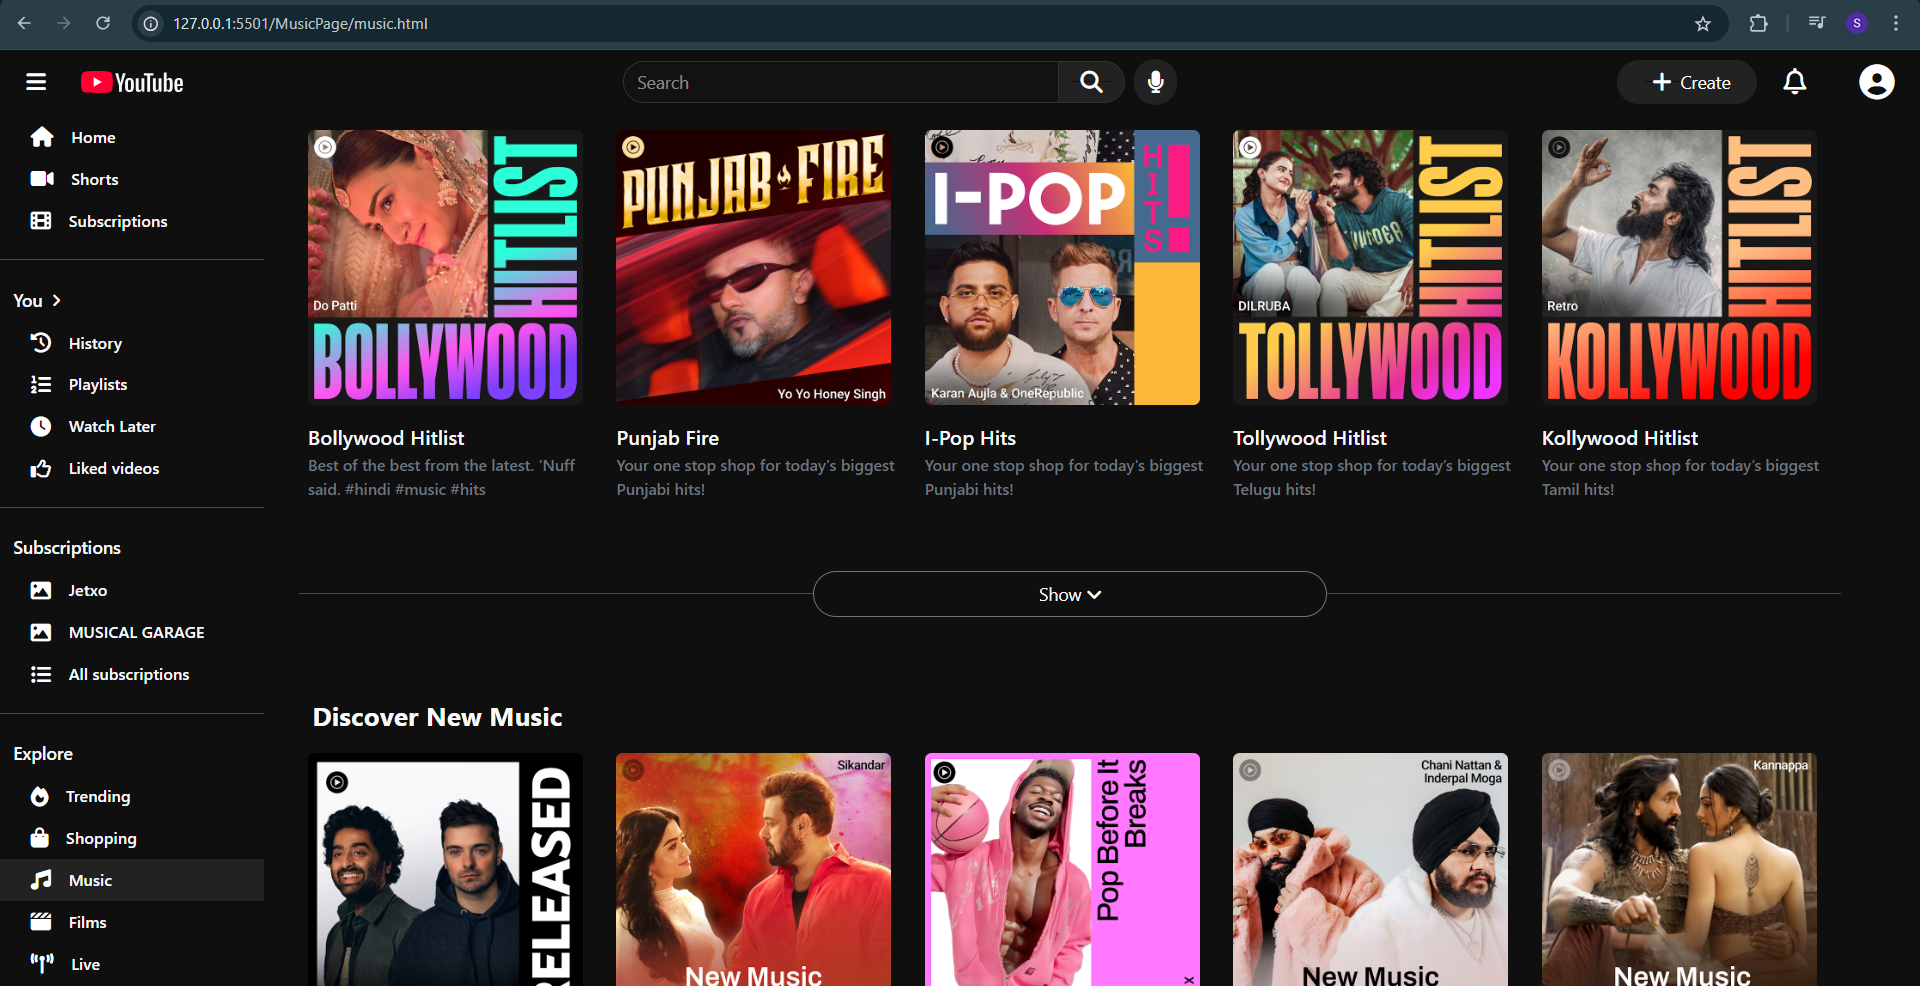 127.0.0.1:5501/MusicPage/music.html
S
YouTube
Search
Create
Home
Shorts
Subscriptions
You
History
Playlists
Watch Later
Liked videos
Subscriptions
Jetxo
MUSICAL GARAGE
All subscriptions
Explore
Trending
Shopping
Music
Films
Live
HITLIST
Do Patti
BOLLYWOOD
Bollywood Hitlist
Best of the best from the latest. 'Nuff
said. #hindi #music #hits
PUNJAB FIRE
Yo Yo Honey Singh
Punjab Fire
Your one stop shop for today's biggest
Punjabi hits!
I-POP
HITS
Karan Aujla & OneRepublic
I-Pop Hits
Your one stop shop for today's biggest
Punjabi hits!
HITLIST
DILRUBA
TOLLYWOOD
Tollywood Hitlist
Your one stop shop for today’s biggest
Telugu hits!
HITLIST
Retro
KOLLYWOOD
Kollywood Hitlist
Your one stop shop for today’s biggest
Tamil hits!
Show
Discover New Music
RELEASED
Sikandar
New Music
Pop Before It
Breaks
Chani Nattan &
Inderpal Moga
New Music
Kannappa
New Music